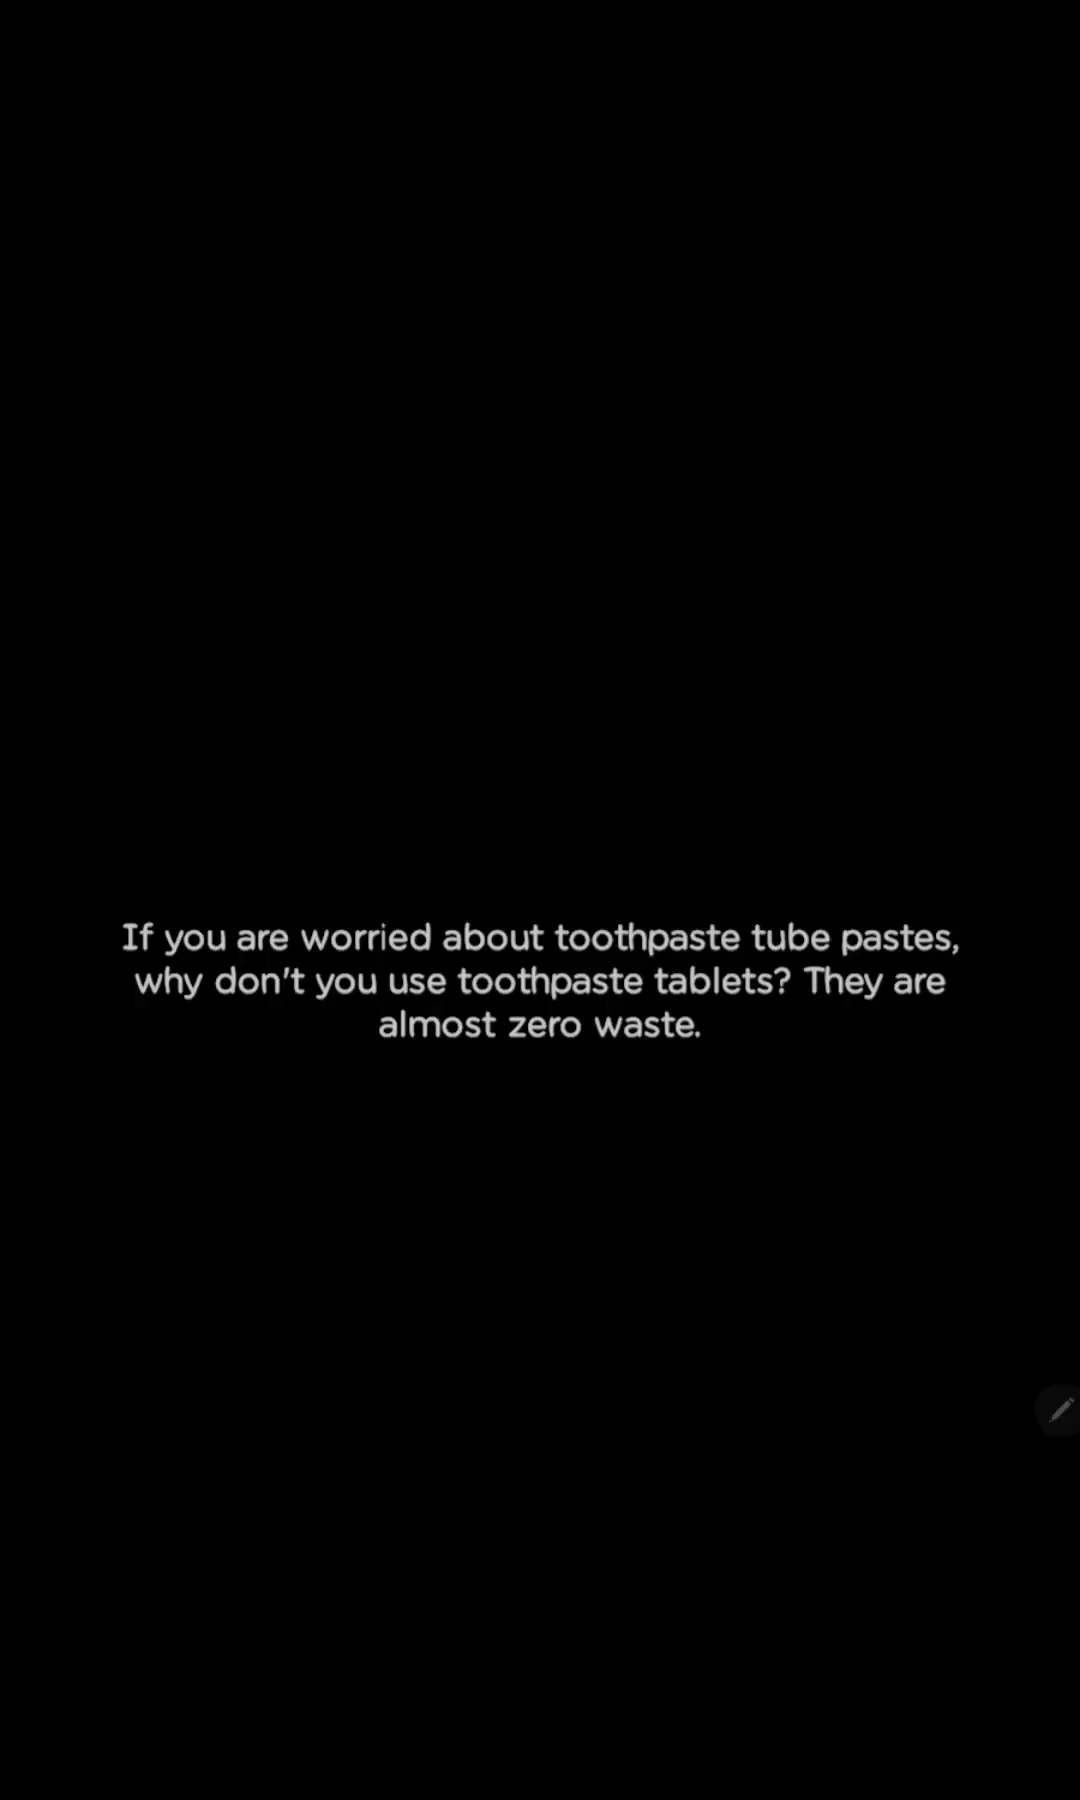 If you are worried about toothpaste tube pastes,
why don't you use toothpaste tablets? They are
almost zero waste.